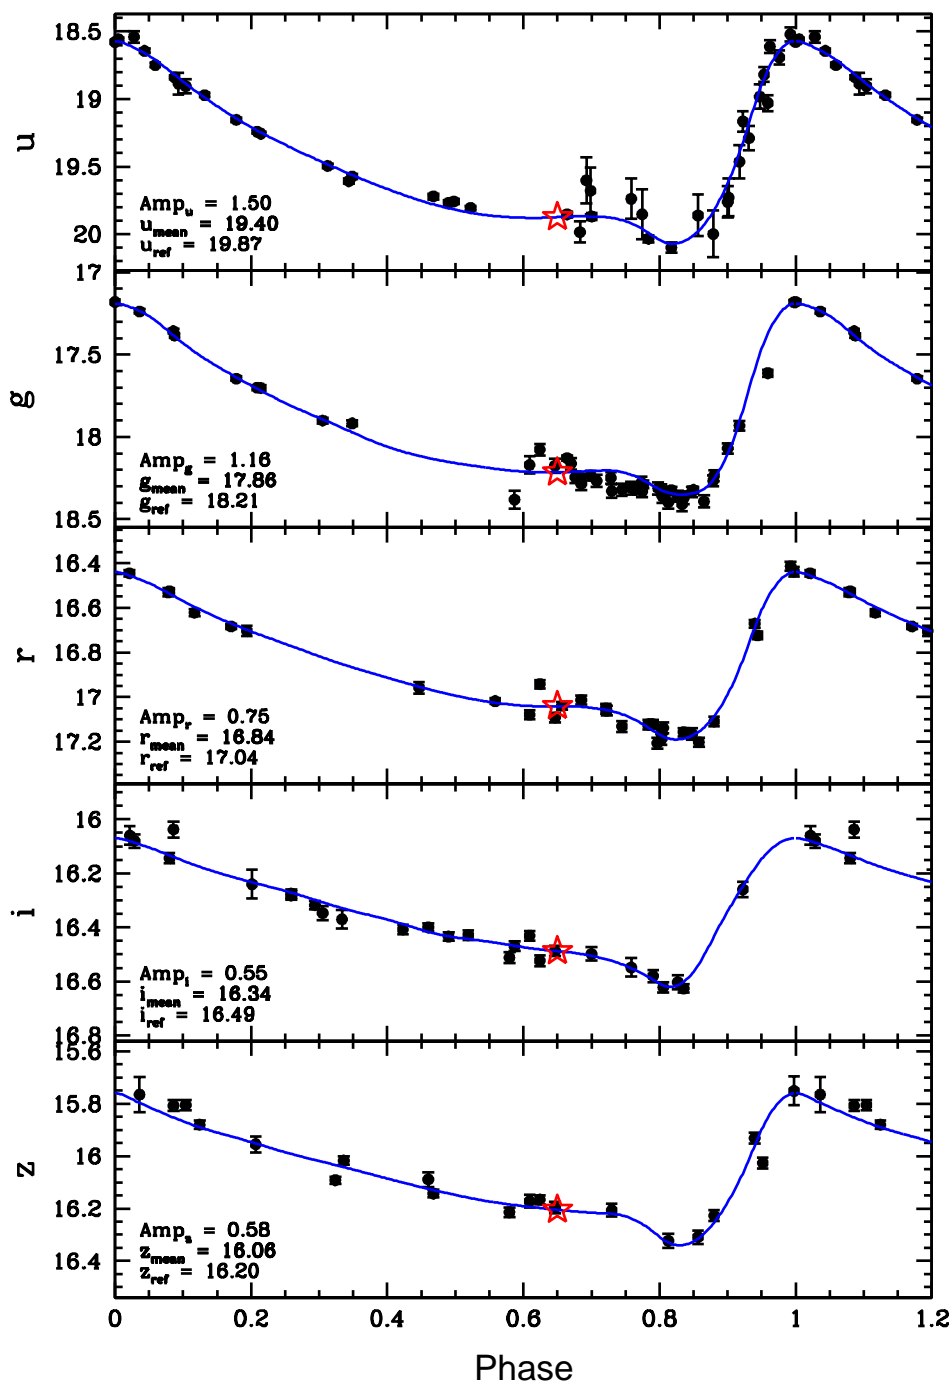 18.5
19
19.5
20
u
Amp_u = 1.50
u_mean = 19.40
u_ref = 19.87
17
17.5
18
18.5
g
Amp_g = 1.16
g_mean = 17.86
g_ref = 18.21
16.4
16.6
16.8
17
17.2
r
Amp_r = 0.75
r_mean = 16.84
r_ref = 17.04
16
16.2
16.4
16.6
16.8
i
Amp_i = 0.55
i_mean = 16.34
i_ref = 16.49
15.6
15.8
16
16.2
16.4
z
Amp_z = 0.58
z_mean = 16.06
z_ref = 16.20
0 0.2 0.4 0.6 0.8 1 1.2
Phase